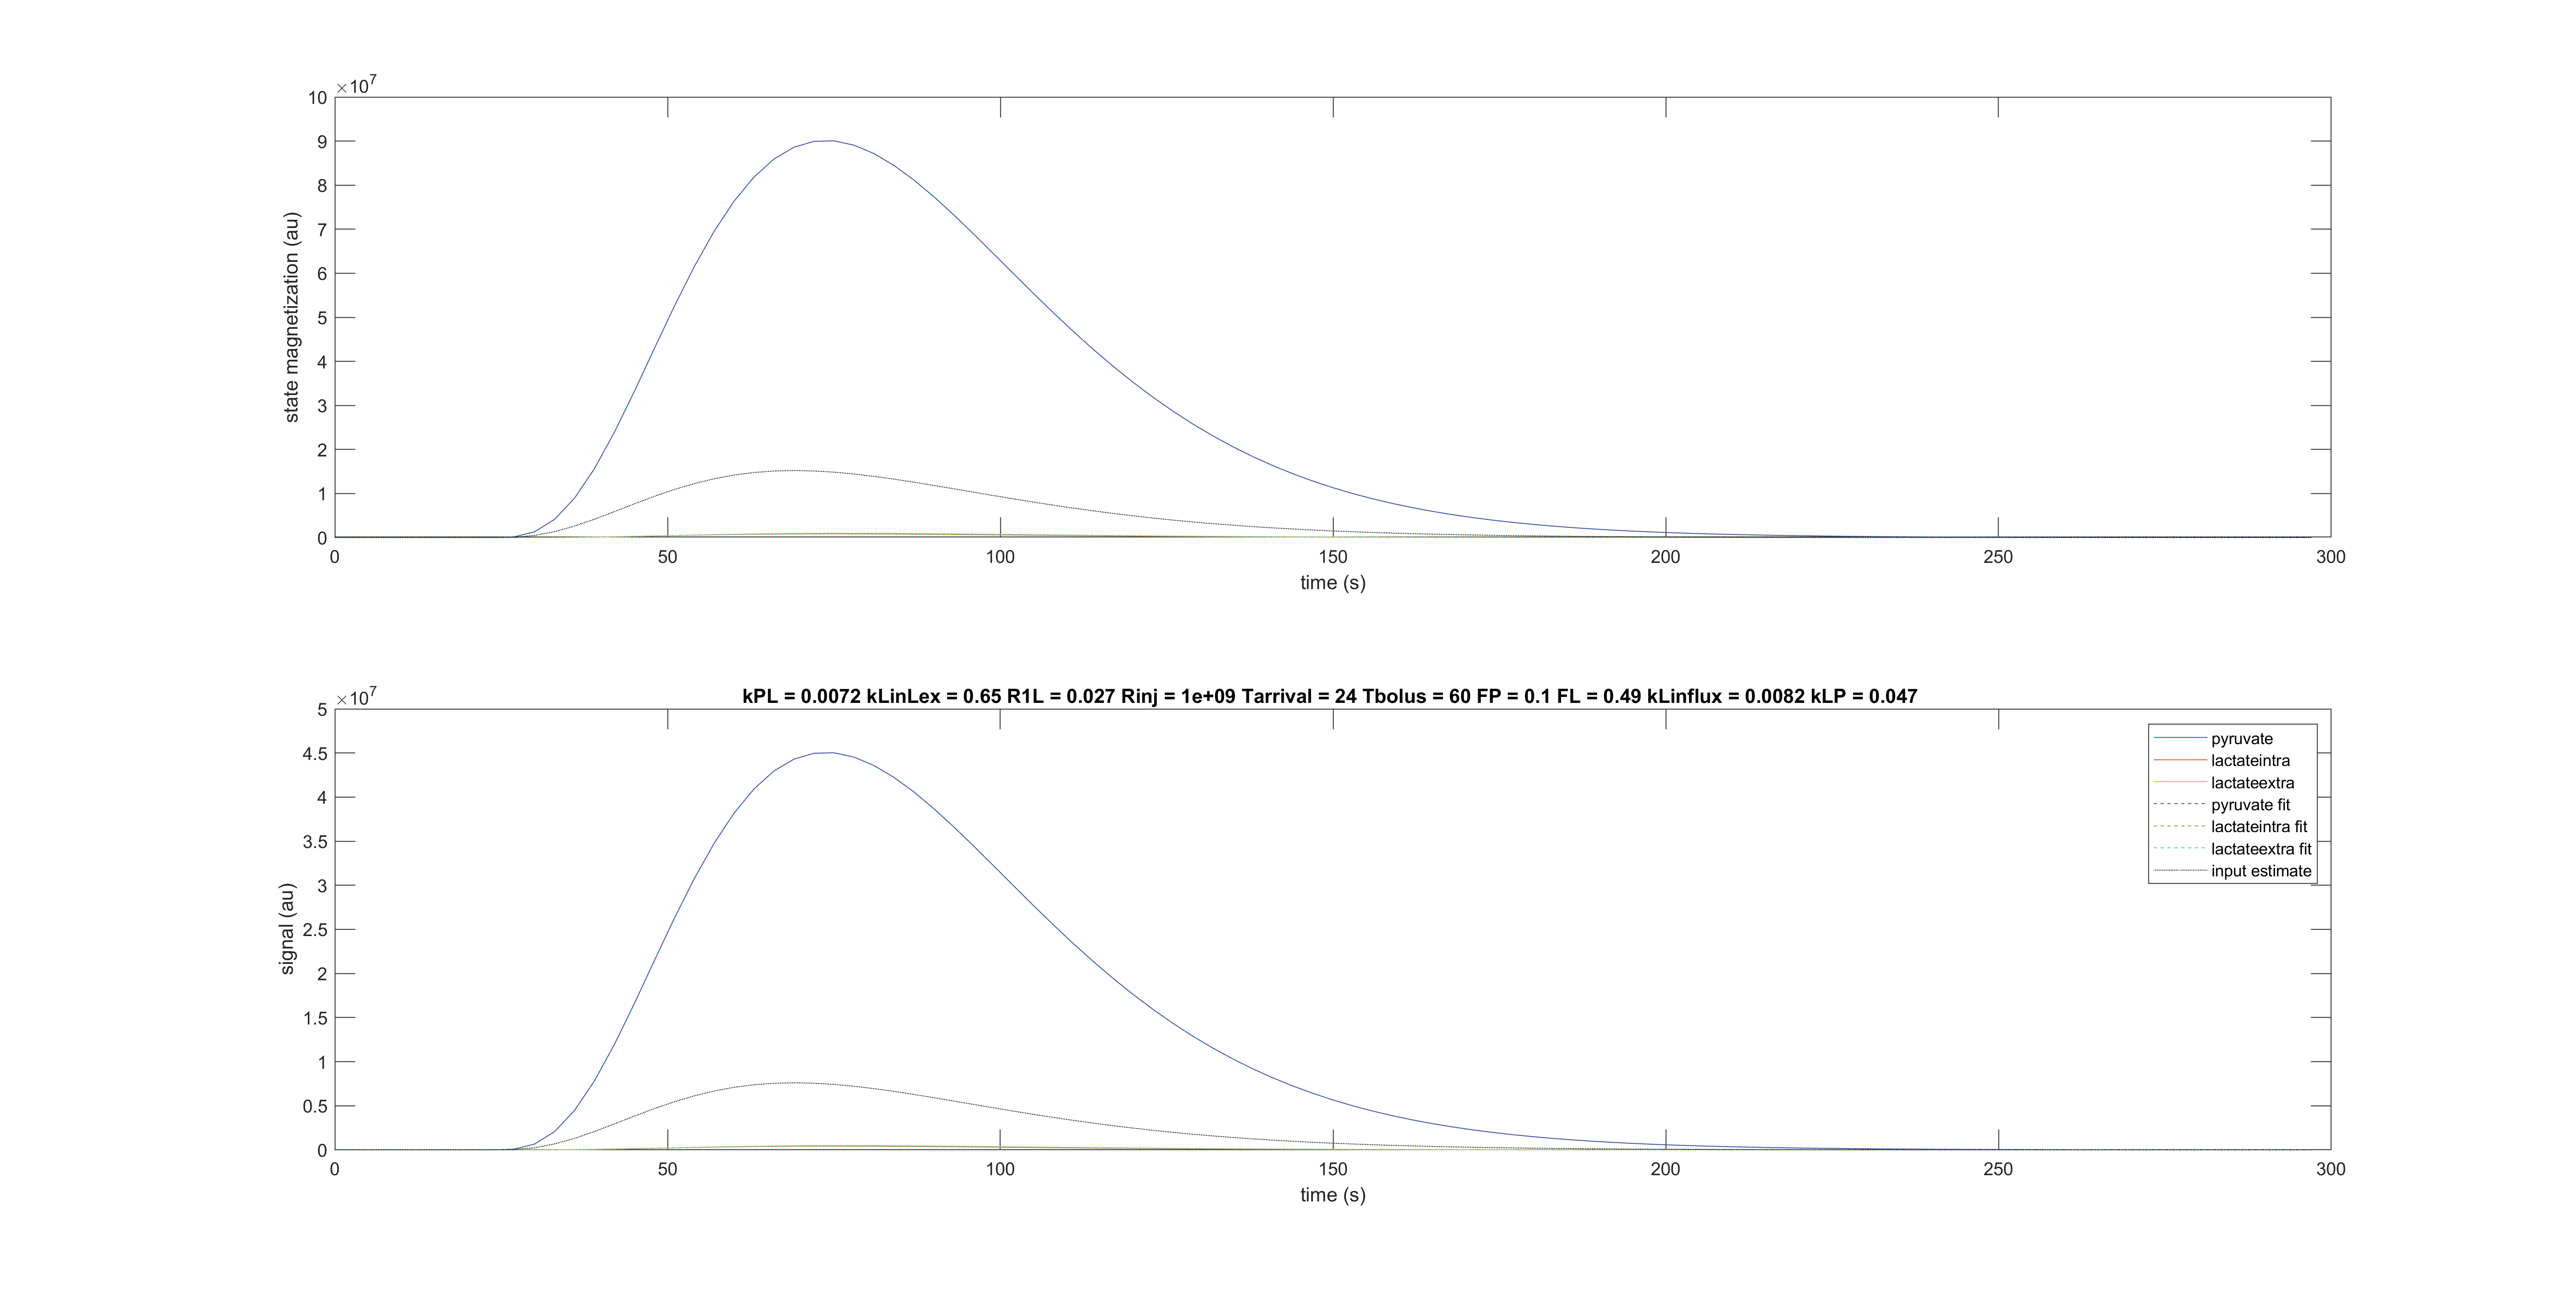 ×10^7
10
9
8
7
6
5
4
3
2
1
0
state magnetization (au)
0 50 100 150 200 250 300
time (s)
kPL = 0.0072 kLinLex = 0.65 R1L = 0.027 Rinj = 1e+09 Tarrival = 24 Tbolus = 60 FP = 0.1 FL = 0.49 kLinflux = 0.0082 kLP = 0.047
×10^7
5
4.5
4
3.5
3
2.5
2
1.5
1
0.5
0
signal (au)
pyruvate
lactateintra
lactateextra
pyruvate fit
lactateintra fit
lactateextra fit
input estimate
0 50 100 150 200 250 300
time (s)